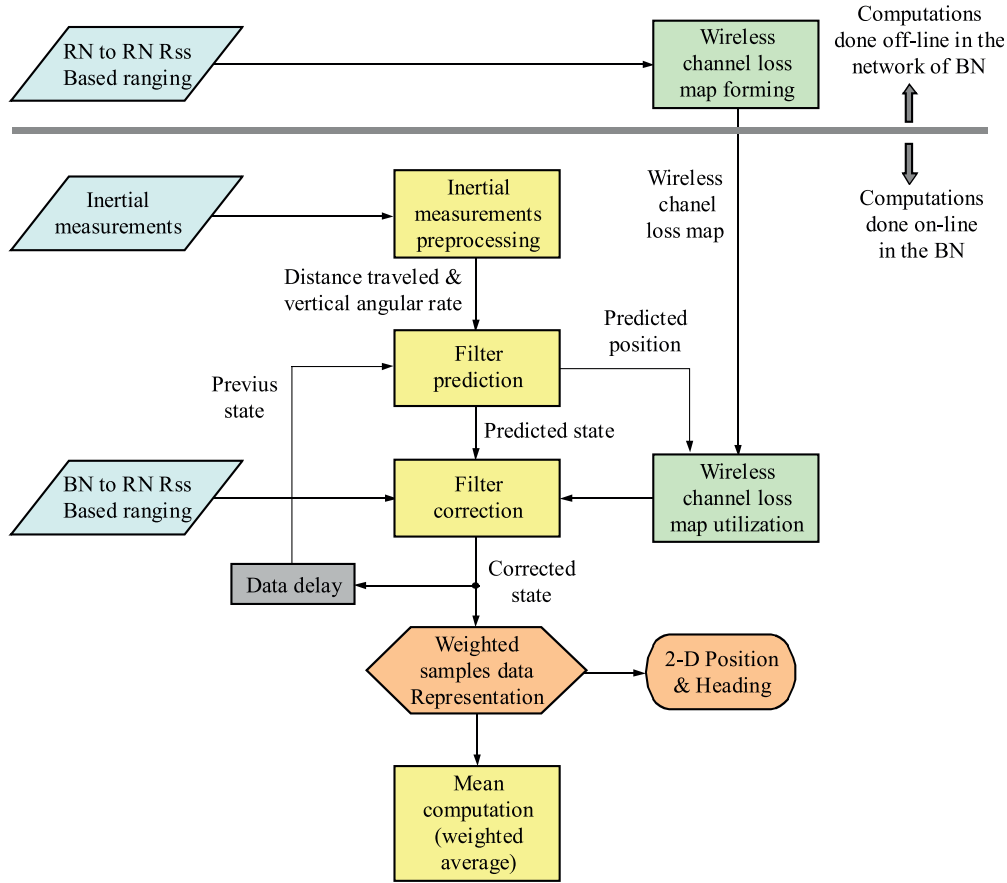 RN to RN Rss
Based ranging
Wireless
channel loss
map forming
Computations
done off-line in the
network of BN
Inertial
measurements
Inertial
measurements
preprocessing
Wireless
chanel
loss map
Computations
done on-line
in the BN
Distance traveled &
vertical angular rate
Predicted
position
Filter
prediction
Previus
state
Predicted state
BN to RN Rss
Based ranging
Filter
correction
Wireless
channel loss
map utilization
Data delay
Corrected
state
Weighted
samples data
Representation
2-D Position
& Heading
Mean
computation
(weighted
average)